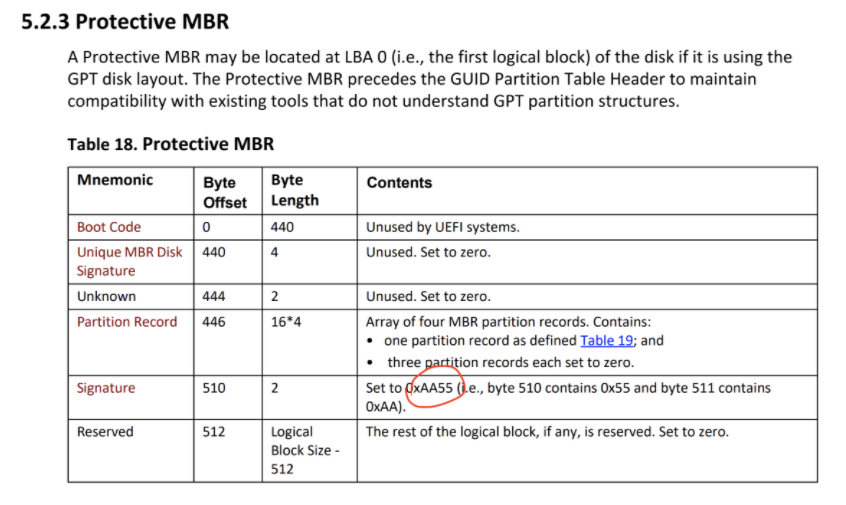 5.2.3 Protective MBR
A Protective MBR may be located at LBA 0 (i.e., the first logical block) of the disk if it is using the
GPT disk layout. The Protective MBR precedes the GUID Partition Table Header to maintain
compatibility with existing tools that do not understand GPT partition structures.
Table 18. Protective MBR
Mnemonic Byte Offset Byte Length Contents
Boot Code 0 440 Unused by UEFI systems.
Unique MBR Disk Signature 440 4 Unused. Set to zero.
Unknown 444 2 Unused. Set to zero.
Partition Record 446 16*4 Array of four MBR partition records. Contains:
• one partition record as defined Table 19; and
• three partition records each set to zero.
Signature 510 2 Set to 0xAA55 (i.e., byte 510 contains 0x55 and byte 511 contains
0xAA).
Reserved 512 Logical Block Size - 512 The rest of the logical block, if any, is reserved. Set to zero.